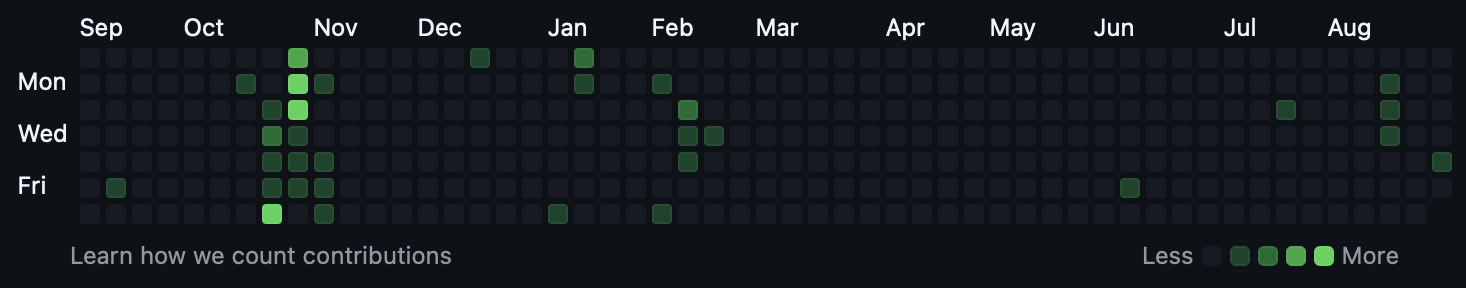 Sep Oct Nov Dec Jan Feb Mar Apr May Jun Jul Aug
Mon
Wed
Fri
Learn how we count contributions Less More